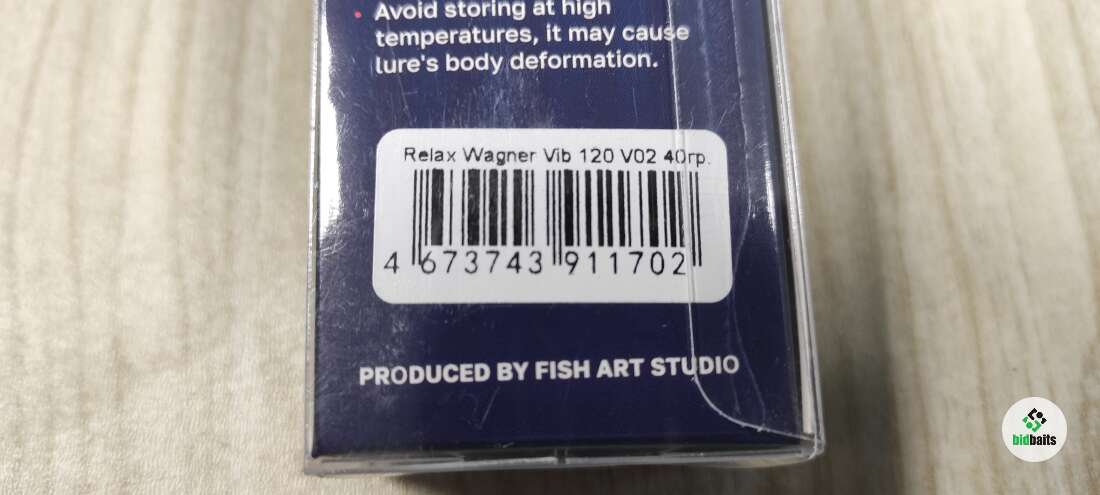 Avoid storing at high
temperatures, it may cause
lure's body deformation.
Relax Wagner Vib 120 V02 40гр.
4 673743 911702
PRODUCED BY FISH ART STUDIO
bidbaits